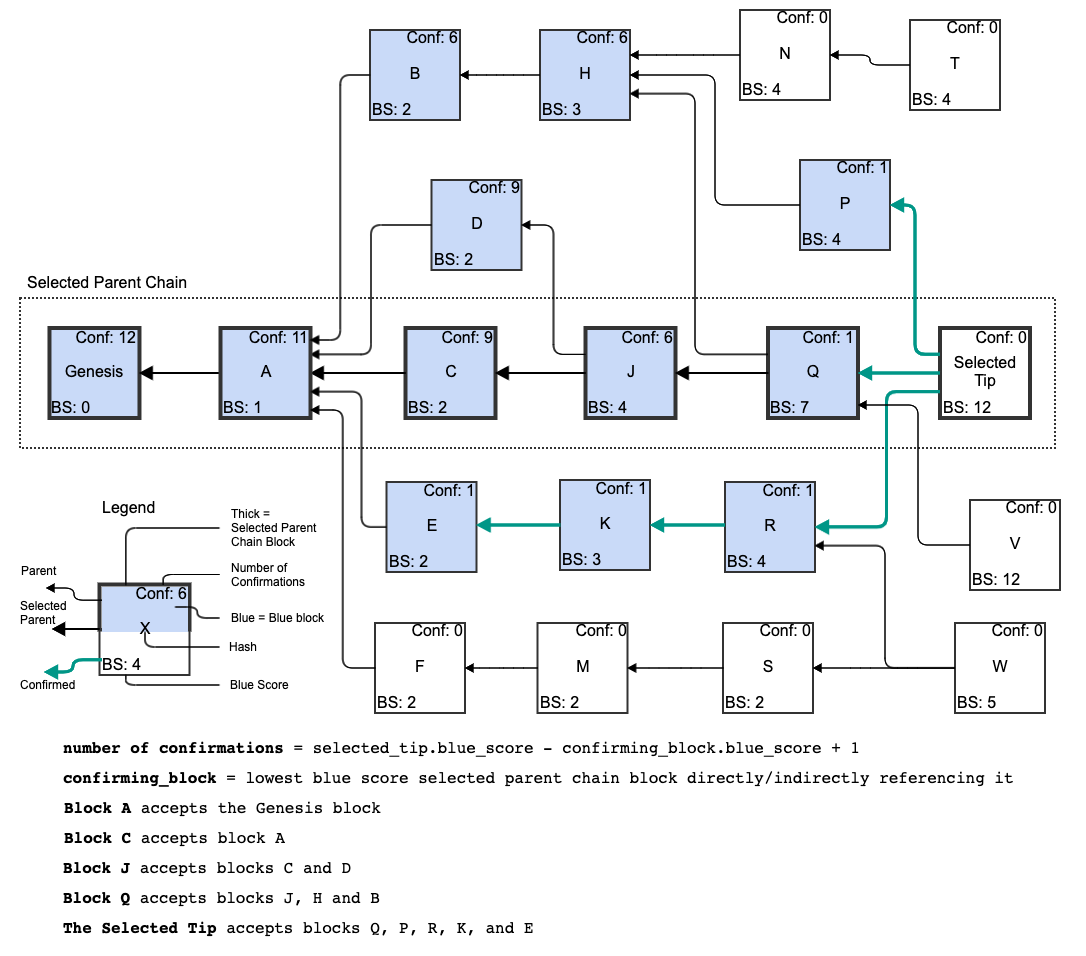 Conf: 6
B
BS: 2
Conf: 6
H
BS: 3
Conf: 0
N
BS: 4
Conf: 0
T
BS: 4
Conf: 1
P
BS: 4
Conf: 9
D
BS: 2
Selected Parent Chain
Conf: 12
Genesis
BS: 0
Conf: 11
A
BS: 1
Conf: 9
C
BS: 2
Conf: 6
J
BS: 4
Conf: 1
Q
BS: 7
Conf: 0
Selected
Tip
BS: 12
Conf: 1
E
BS: 2
Conf: 1
K
BS: 3
Conf: 1
R
BS: 4
Conf: 0
V
BS: 12
Conf: 0
F
BS: 2
Conf: 0
M
BS: 2
Conf: 0
S
BS: 2
Conf: 0
W
BS: 5
Legend
Thick =
Selected Parent
Chain Block
Number of
Confirmations
Blue = Blue block
Hash
Blue Score
Parent
Selected
Parent
Confirmed
Conf: 6
X
BS: 4
number of confirmations = selected_tip.blue_score - confirming_block.blue_score + 1
confirming_block = lowest blue score selected parent chain block directly/indirectly referencing it
Block A accepts the Genesis block
Block C accepts block A
Block J accepts blocks C and D
Block Q accepts blocks J, H and B
The Selected Tip accepts blocks Q, P, R, K, and E